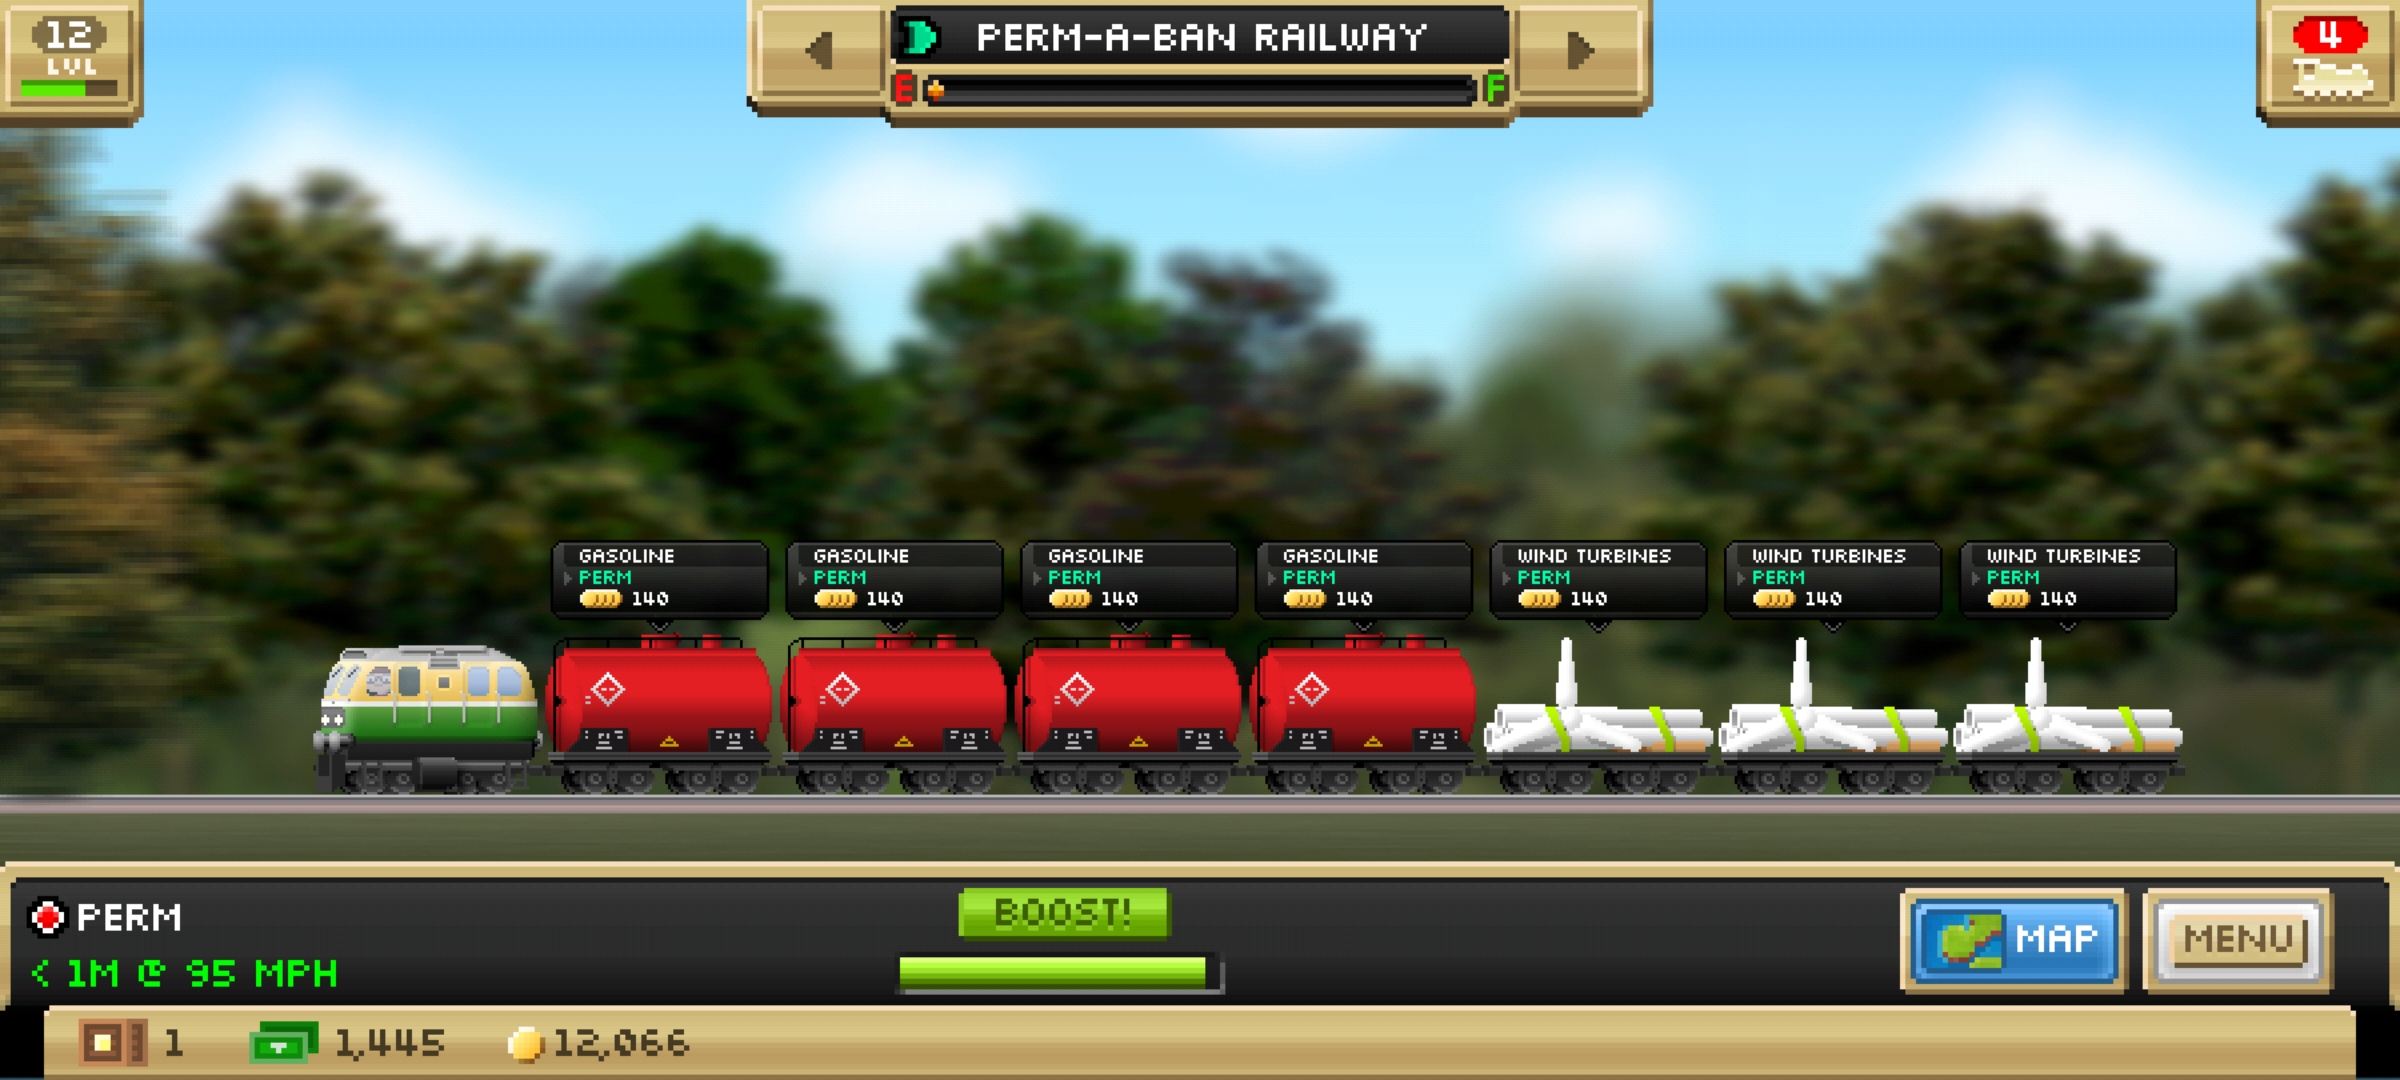 12
LVL
PERM-A-BAN RAILWAY
E F
4
GASOLINE
PERM
140
GASOLINE
PERM
140
GASOLINE
PERM
140
GASOLINE
PERM
140
WIND TURBINES
PERM
140
WIND TURBINES
PERM
140
WIND TURBINES
PERM
140
PERM
< 1M @ 95 MPH
BOOST!
MAP
MENU
1
1,445
12,066